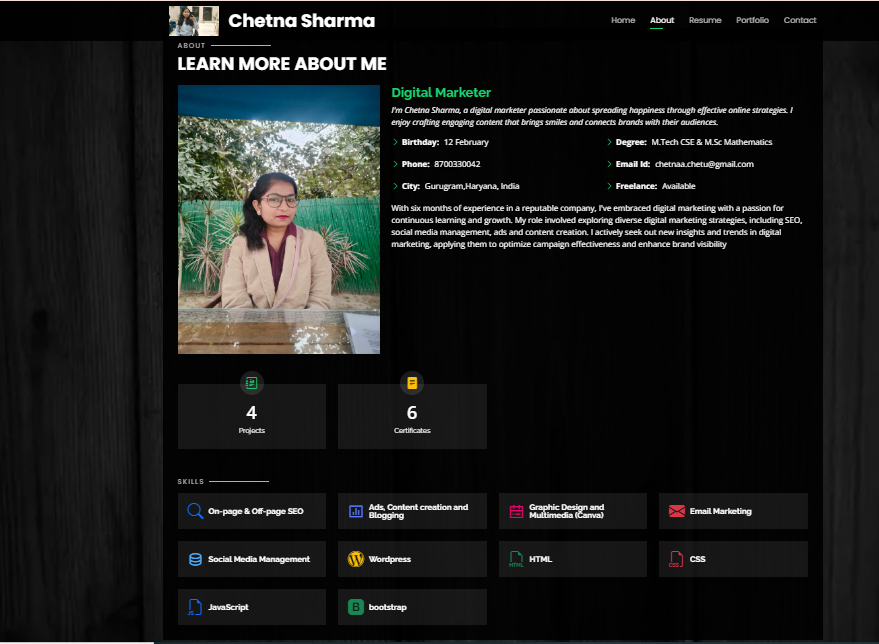 Chetna Sharma
Home About Resume Portfolio Contact
ABOUT
LEARN MORE ABOUT ME
Digital Marketer
I'm Chetna Sharma, a digital marketer passionate about spreading happiness through effective online strategies. I
enjoy crafting engaging content that brings smiles and connects brands with their audiences.
Birthday: 12 February
Degree: M.Tech CSE & M.Sc Mathematics
Phone: 8700330042
Email Id: chetnaa.chetu@gmail.com
City: Gurugram,Haryana, India
Freelance: Available
With six months of experience in a reputable company, I've embraced digital marketing with a passion for
continuous learning and growth. My role involved exploring diverse digital marketing strategies, including SEO,
social media management, ads and content creation. I actively seek out new insights and trends in digital
marketing, applying them to optimize campaign effectiveness and enhance brand visibility
4
Projects
6
Certificates
SKILLS
On-page & Off-page SEO
Ads, Content creation and
Blogging
Graphic Design and
Multimedia (Canva)
Email Marketing
Social Media Management
Wordpress
HTML
HTML
CSS
CSS
JS
JavaScript
B
bootstrap